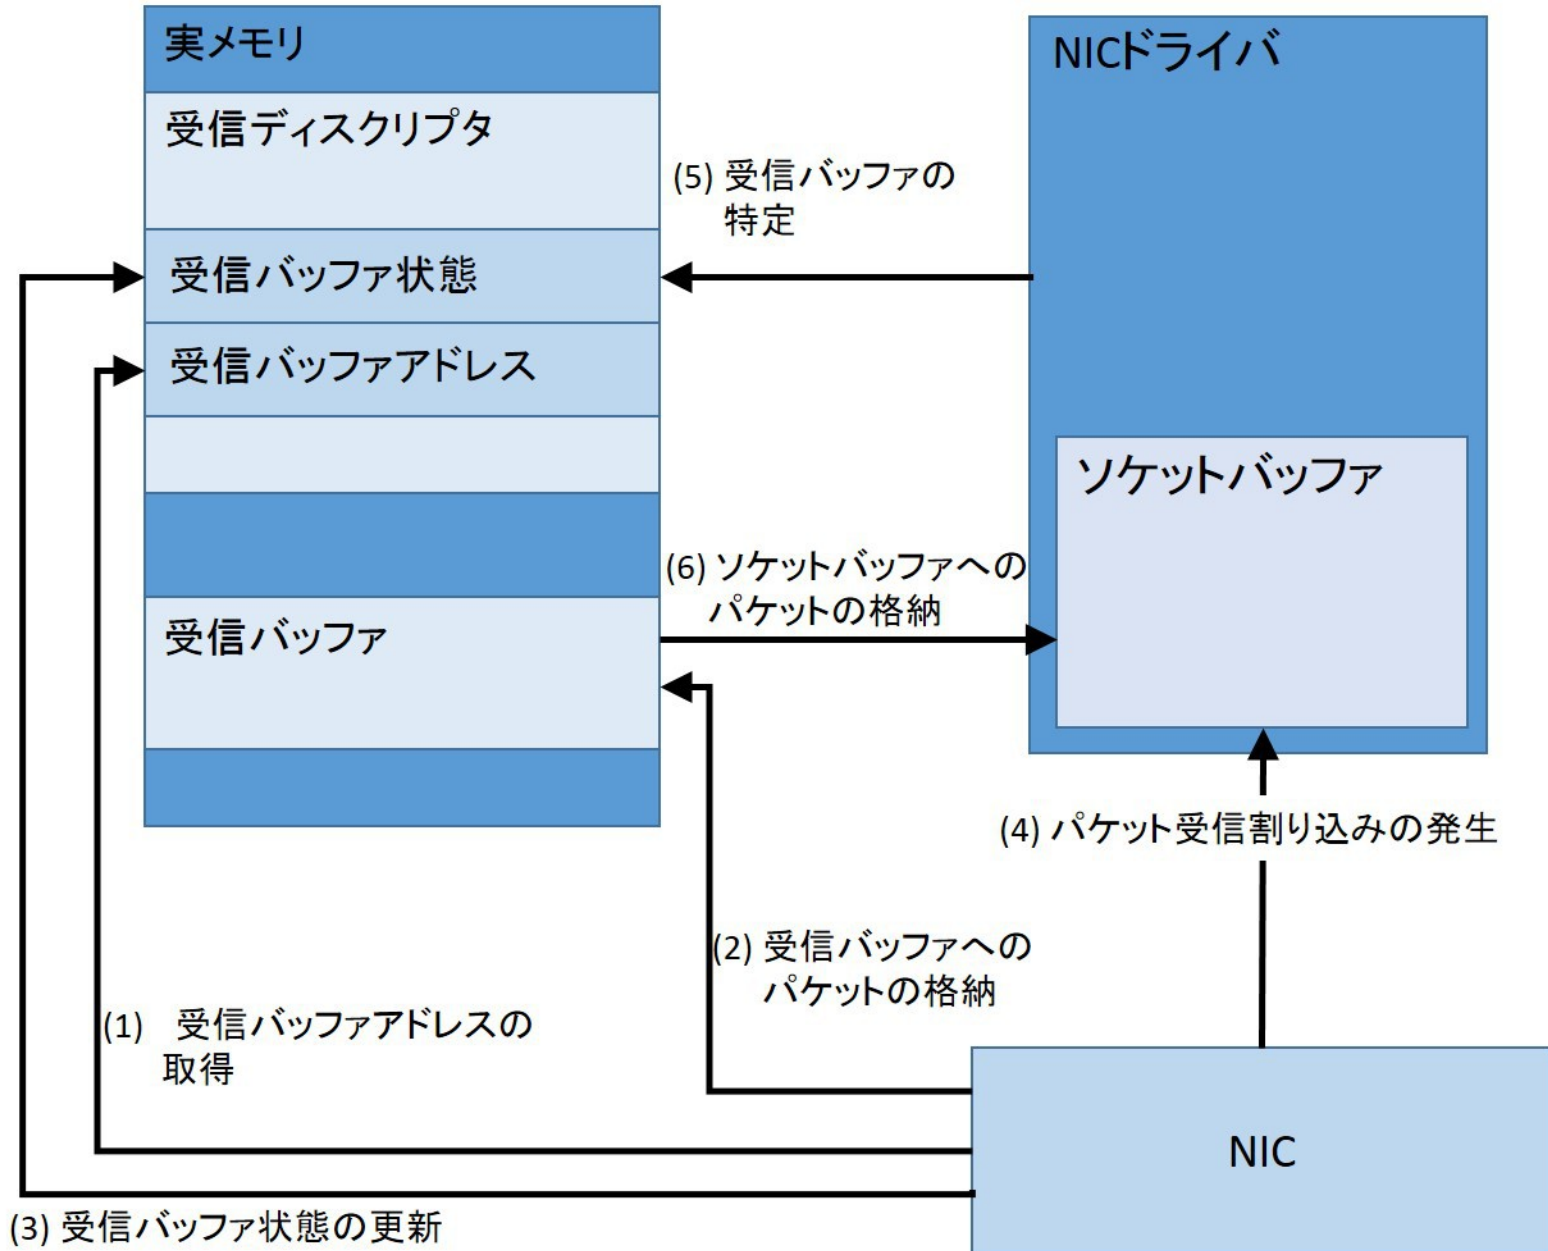 実メモリ
受信ディスクリプタ
受信バッファ状態
受信バッファアドレス
受信バッファ
NICドライバ
ソケットバッファ
(5) 受信バッファの
特定
(6) ソケットバッファへの
パケットの格納
(4) パケット受信割り込みの発生
(2) 受信バッファへの
パケットの格納
(1) 受信バッファアドレスの
取得
NIC
(3) 受信バッファ状態の更新